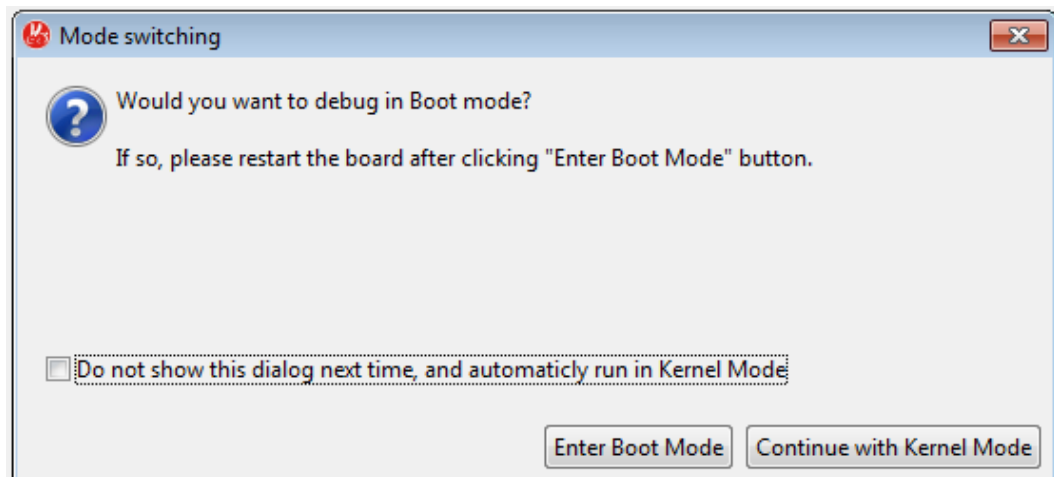 Mode switching
Would you want to debug in Boot mode?
If so, please restart the board after clicking "Enter Boot Mode" button.
Do not show this dialog next time, and automaticly run in Kernel Mode
Enter Boot Mode Continue with Kernel Mode